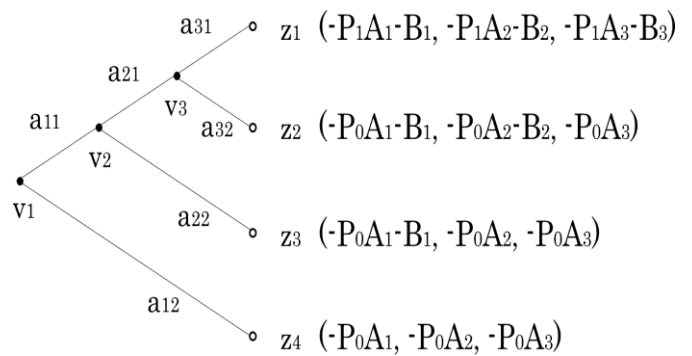 a31
z1 (-P1A1-B1, -P1A2-B2, -P1A3-B3)
a21
v3
a11
a32
z2 (-P0A1-B1, -P0A2-B2, -P0A3)
v2
v1
a22
z3 (-P0A1-B1, -P0A2, -P0A3)
a12
z4 (-P0A1, -P0A2, -P0A3)